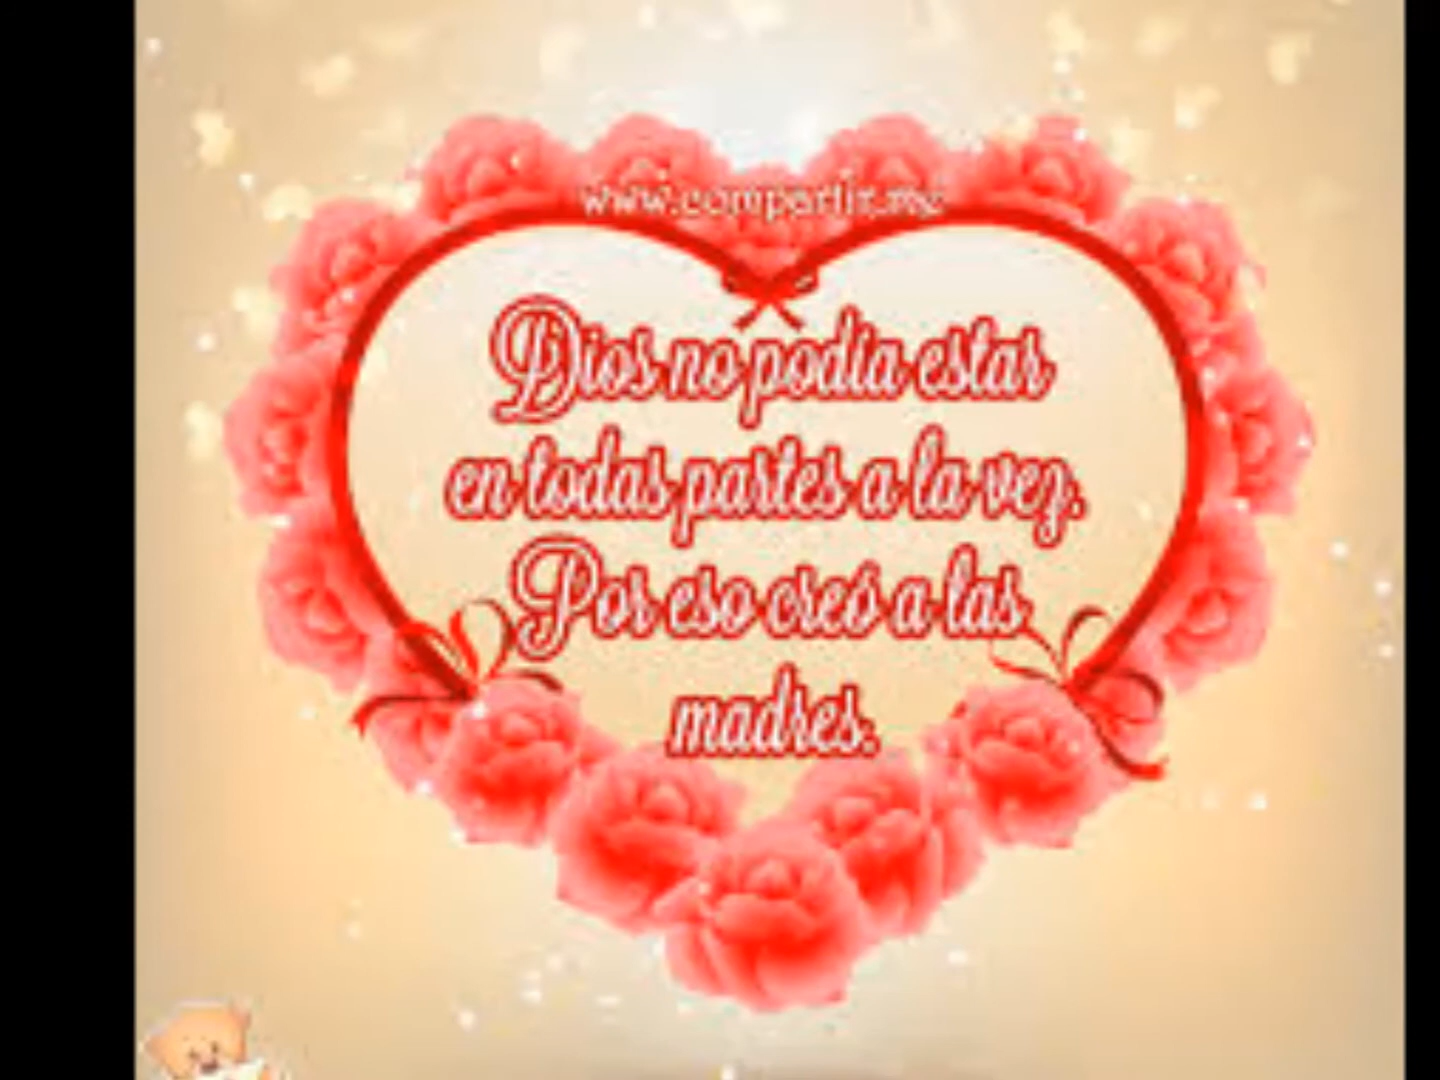 www.compartir.me
Dios no podía estar
en todas partes a la vez.
Por eso creó a las
madres.